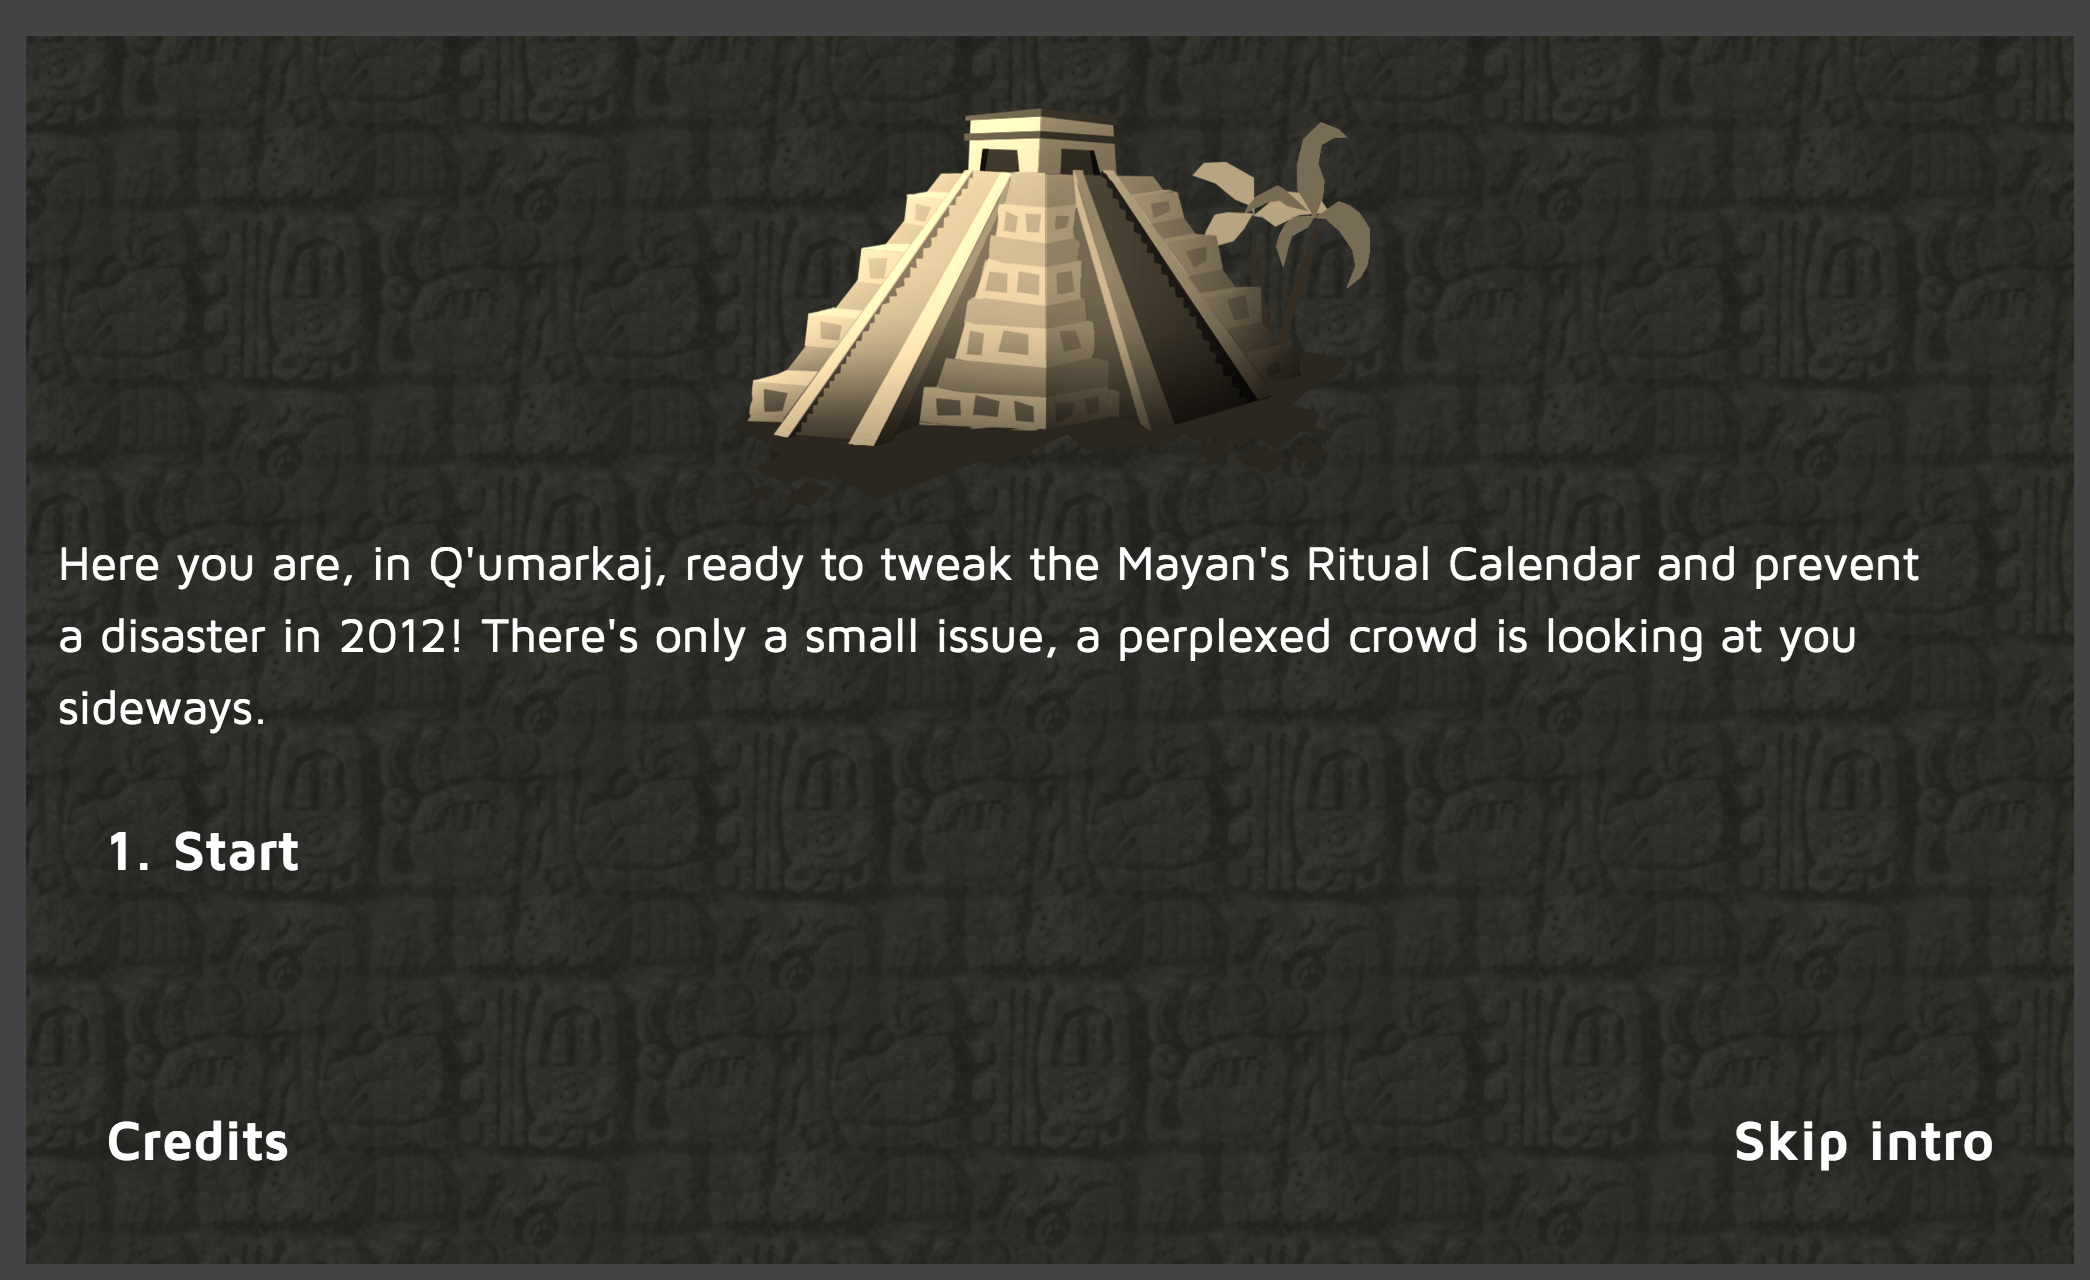 Here you are, in Q'umarkaj, ready to tweak the Mayan's Ritual Calendar and prevent
a disaster in 2012! There's only a small issue, a perplexed crowd is looking at you
sideways.
1. Start
Credits
Skip intro